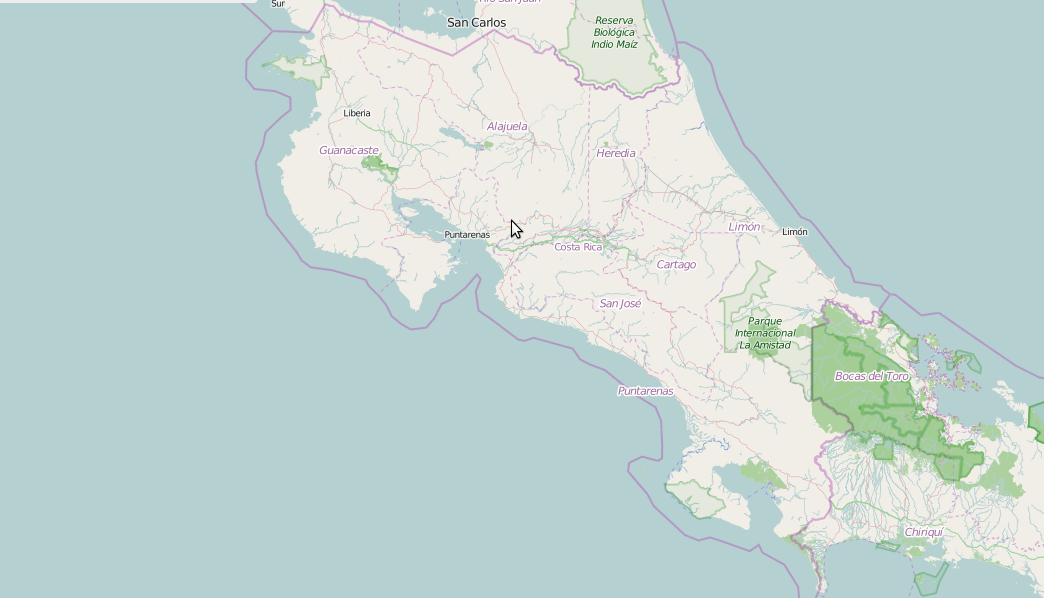 Sur
Río San Juan
San Carlos
Reserva
Biológica
Indio Maíz
Liberia
Alajuela
Guanacaste
Heredia
Puntarenas
Costa Rica
Limón
Limón
Cartago
San José
Parque
Internacional
La Amistad
Bocas del Toro
Puntarenas
Chiriquí